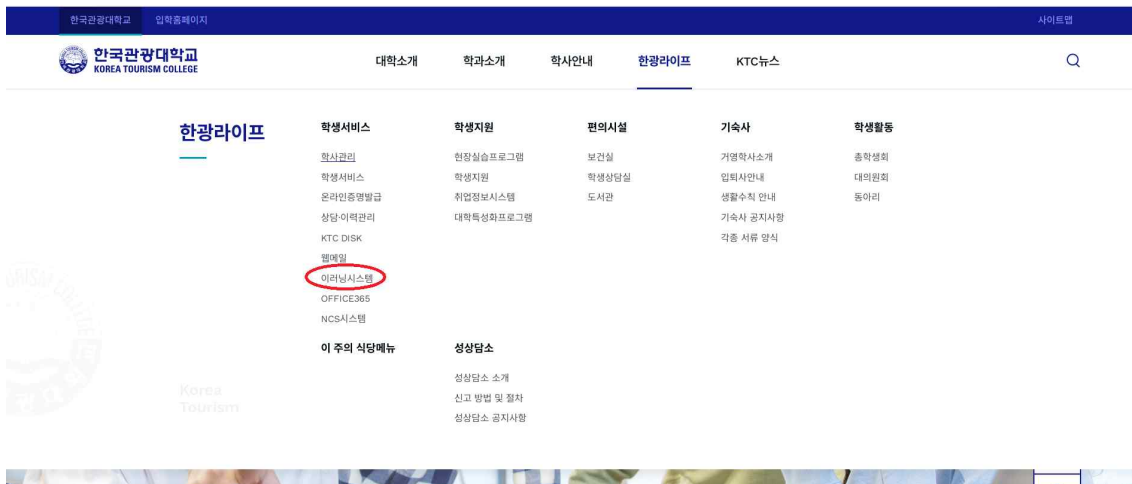 한국관광대학교 입학홈페이지 사이트맵
한국관광대학교
KOREA TOURISM COLLEGE
대학소개 학과소개 학사안내 한광라이프 KTC뉴스
한광라이프
학생서비스
학사관리
학생서비스
온라인증명발급
상담·이력관리
KTC DISK
웹메일
이러닝시스템
OFFICE365
NCS시스템
학생지원
현장실습프로그램
학생지원
취업정보시스템
대학특성화프로그램
편의시설
보건실
학생상담실
도서관
기숙사
거영학사소개
입퇴사안내
생활수칙 안내
기숙사 공지사항
각종 서류 양식
학생활동
총학생회
대의원회
동아리
이 주의 식당메뉴
성상담소
성상담소 소개
신고 방법 및 절차
성상담소 공지사항
Korea
Tourism